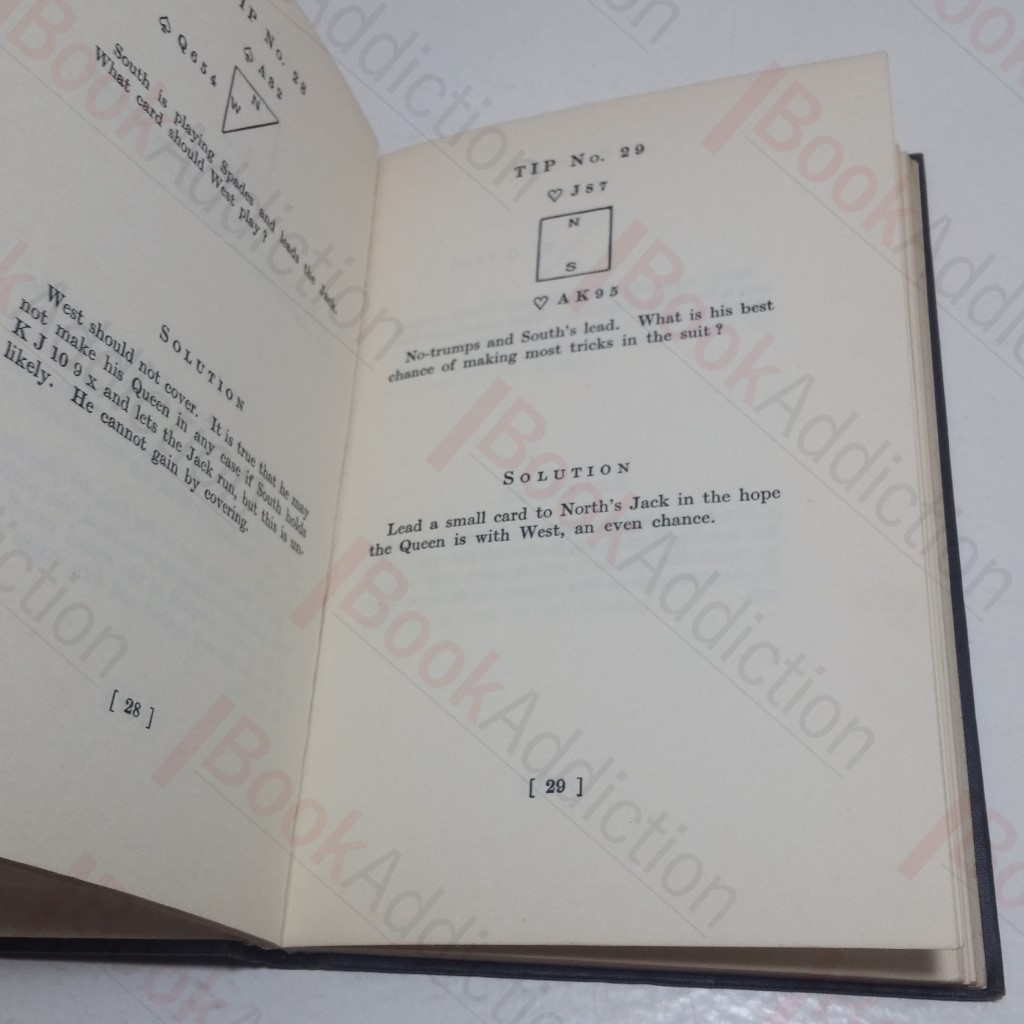 TIP No. 28
♤ A 3 2
♤ Q 6 5 4
N
W
South is playing Spades and leads the Jack.
What card should West play?
SOLUTION
West should not cover. It is true that he may
not make his Queen in any case if South holds
K J 10 9 x and lets the Jack run, but this is un-
likely. He cannot gain by covering.
[ 28 ]
TIP No. 29
♡ J 8 7
N
S
♡ A K 9 5
No-trumps and South's lead. What is his best
chance of making most tricks in the suit?
SOLUTION
Lead a small card to North's Jack in the hope
the Queen is with West, an even chance.
[ 29 ]
BookAddiction